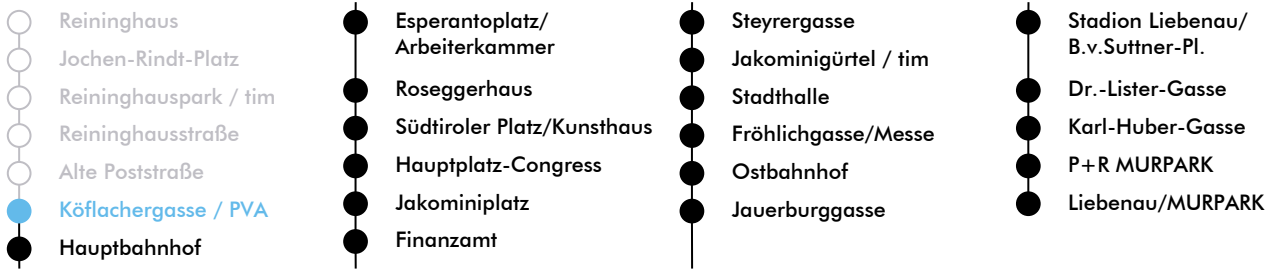 Reininghaus
Jochen-Rindt-Platz
Reininghauspark / tim
Reininghausstraße
Alte Poststraße
Köflachergasse / PVA
Hauptbahnhof
Esperantoplatz/
Arbeiterkammer
Roseggerhaus
Südtiroler Platz/Kunsthaus
Hauptplatz-Congress
Jakominiplatz
Finanzamt
Steyrergasse
Jakominigürtel / tim
Stadthalle
Fröhlichgasse/Messe
Ostbahnhof
Jauerburggasse
Stadion Liebenau/
B.v.Suttner-Pl.
Dr.-Lister-Gasse
Karl-Huber-Gasse
P+R MURPARK
Liebenau/MURPARK